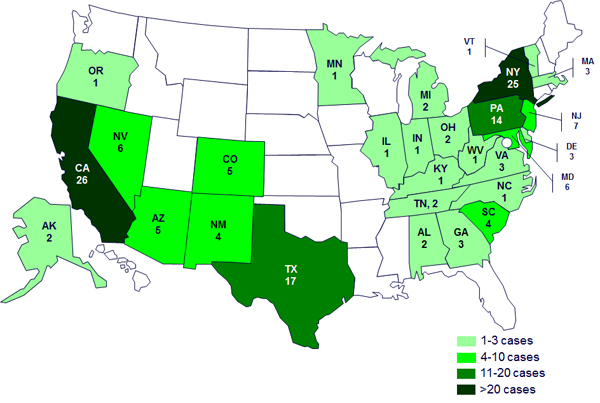 VT
1
MN
1
OR
1
MA
3
NY
25
MI
2
PA
14
NJ
7
NV
6
OH
2
IL
1
IN
1
WV
1
DE
3
CO
5
VA
3
CA
26
KY
1
MD
6
NC
1
TN, 2
AZ
5
NM
4
SC
4
AK
2
AL
2
GA
3
TX
17
1-3 cases
4-10 cases
11-20 cases
>20 cases